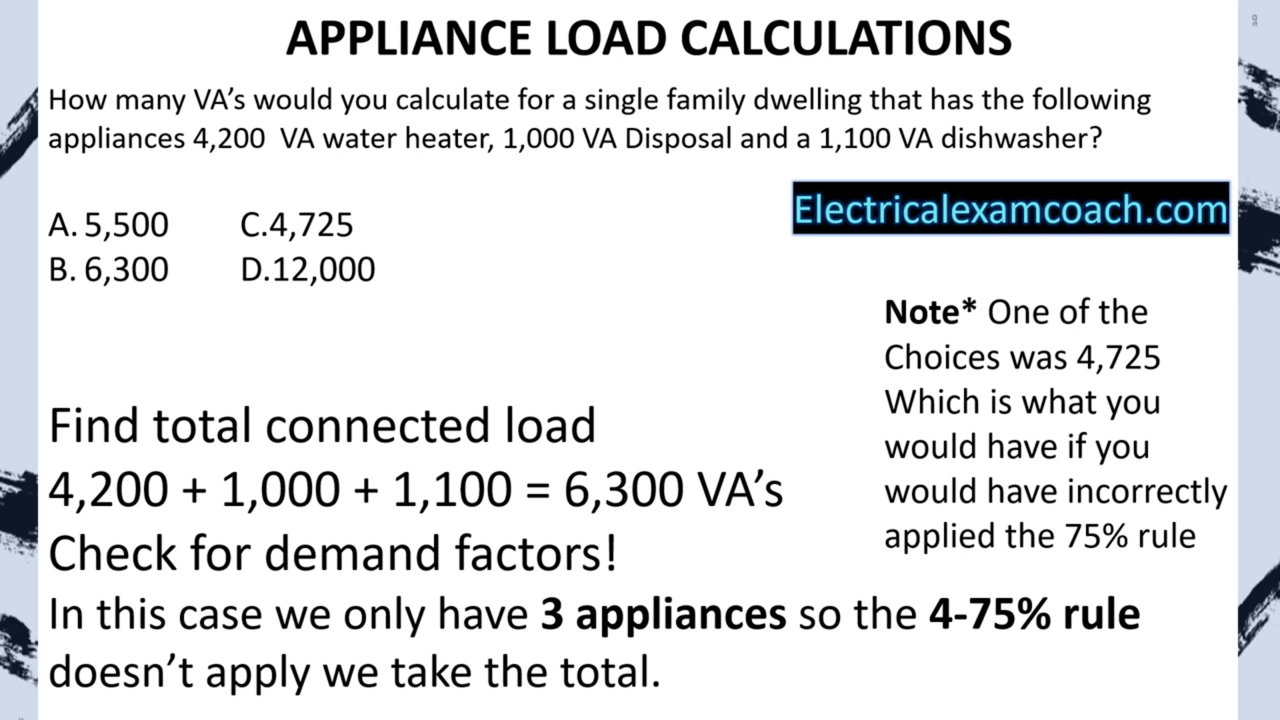 APPLIANCE LOAD CALCULATIONS
How many VA's would you calculate for a single family dwelling that has the following
appliances 4,200 VA water heater, 1,000 VA Disposal and a 1,100 VA dishwasher?
Electricalexamcoach.com
A. 5,500 C.4,725
B. 6,300 D.12,000
Note* One of the
Choices was 4,725
Which is what you
would have if you
would have incorrectly
applied the 75% rule
Find total connected load
4,200 + 1,000 + 1,100 = 6,300 VA's
Check for demand factors!
In this case we only have 3 appliances so the 4-75% rule
doesn't apply we take the total.